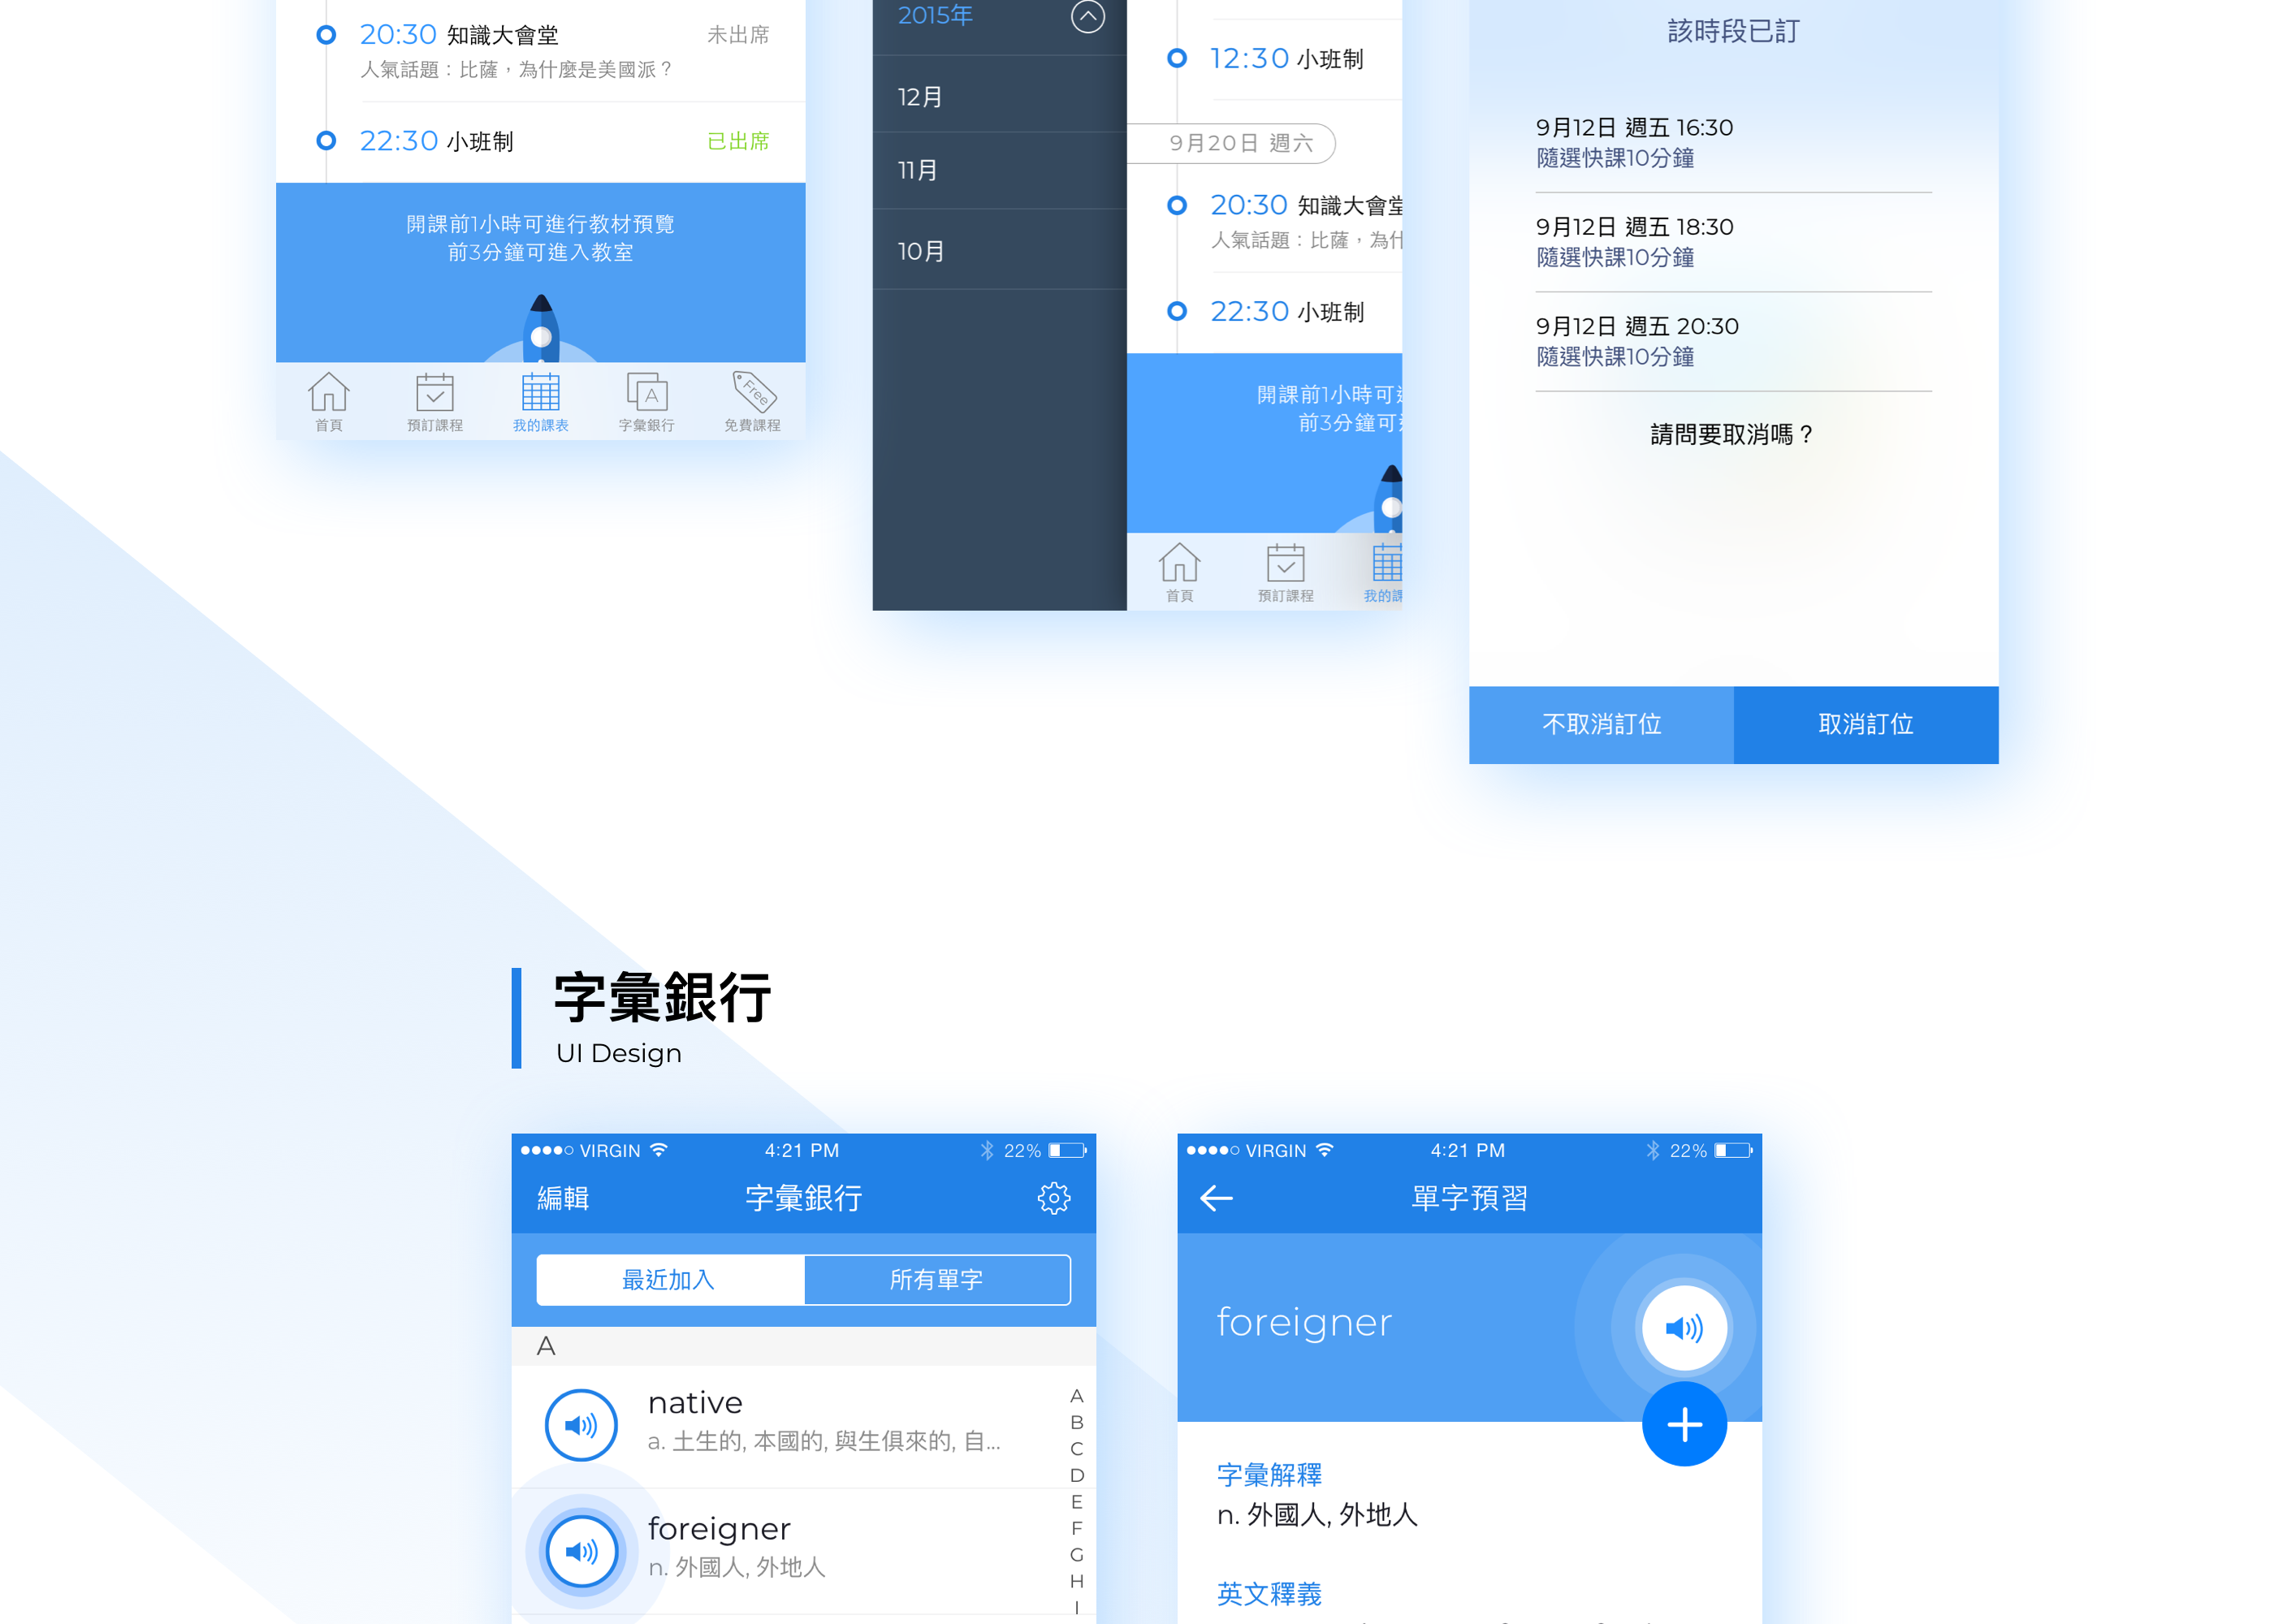 20:30 知識大會堂 未出席
人氣話題：比薩，為什麼是美國派？
22:30 小班制 已出席
開課前1小時可進行教材預覽
前3分鐘可進入教室
首頁 預訂課程 我的課表 字彙銀行 Free 免費課程
2015年
12月
11月
10月
12:30 小班制
9月20日 週六
20:30 知識大會堂
人氣話題：比薩，為什
22:30 小班制
開課前1小時可
前3分鐘可
首頁 預訂課程 我的課
該時段已訂
9月12日 週五 16:30
隨選快課10分鐘
9月12日 週五 18:30
隨選快課10分鐘
9月12日 週五 20:30
隨選快課10分鐘
請問要取消嗎？
不取消訂位 取消訂位
字彙銀行
UI Design
VIRGIN 4:21 PM 22%
編輯 字彙銀行
最近加入 所有單字
A
native
a. 土生的, 本國的, 與生俱來的, 自...
foreigner
n. 外國人, 外地人
A
B
C
D
E
F
G
H
I
VIRGIN 4:21 PM 22%
單字預習
foreigner
字彙解釋
n. 外國人, 外地人
英文釋義